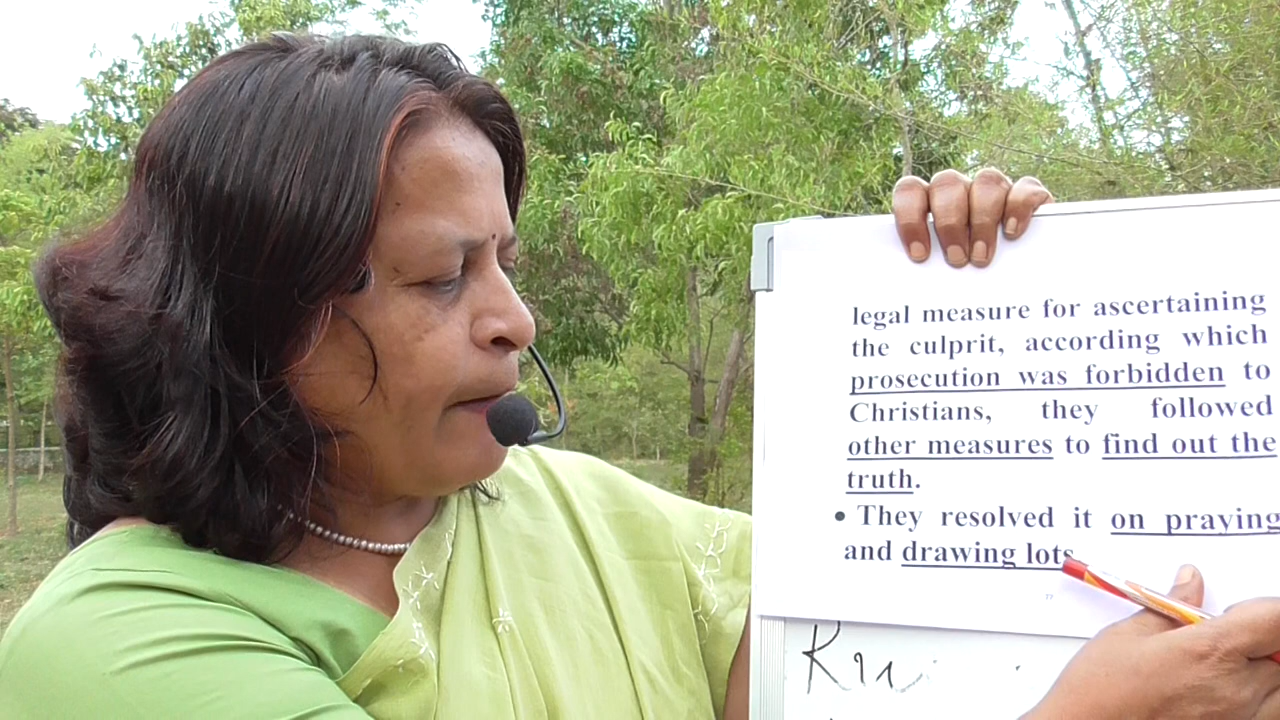 legal measure for ascertaining
the culprit, according which
prosecution was forbidden to
Christians, they followed
other measures to find out the
truth.
• They resolved it on praying
and drawing lots
77